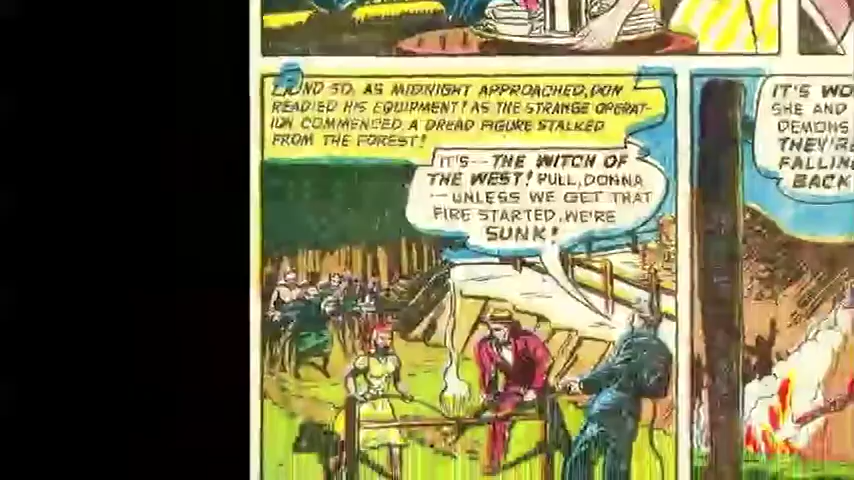 AND SO, AS MIDNIGHT APPROACHED, DON
READIED HIS EQUIPMENT! AS THE STRANGE OPERAT-
ION COMMENCED A DREAD FIGURE STALKED
FROM THE FOREST!
IT'S -- THE WITCH OF
THE WEST! PULL, DONNA
-- UNLESS WE GET THAT
FIRE STARTED, WE'RE
SUNK!
IT'S WO
SHE AND
DEMONS
THEY'RE
FALLING
BACK